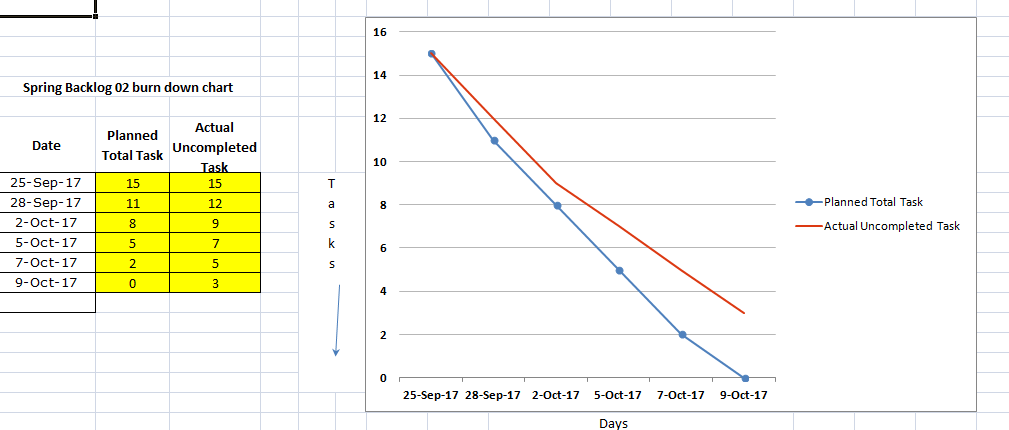 Spring Backlog 02 burn down chart
Date
Planned
Total Task
Actual
Uncompleted
Task
25-Sep-17 15 15
28-Sep-17 11 12
2-Oct-17 8 9
5-Oct-17 5 7
7-Oct-17 2 5
9-Oct-17 0 3
T
a
s
k
s
16
14
12
10
8
6
4
2
0
25-Sep-17 28-Sep-17 2-Oct-17 5-Oct-17 7-Oct-17 9-Oct-17
Days
Planned Total Task
Actual Uncompleted Task